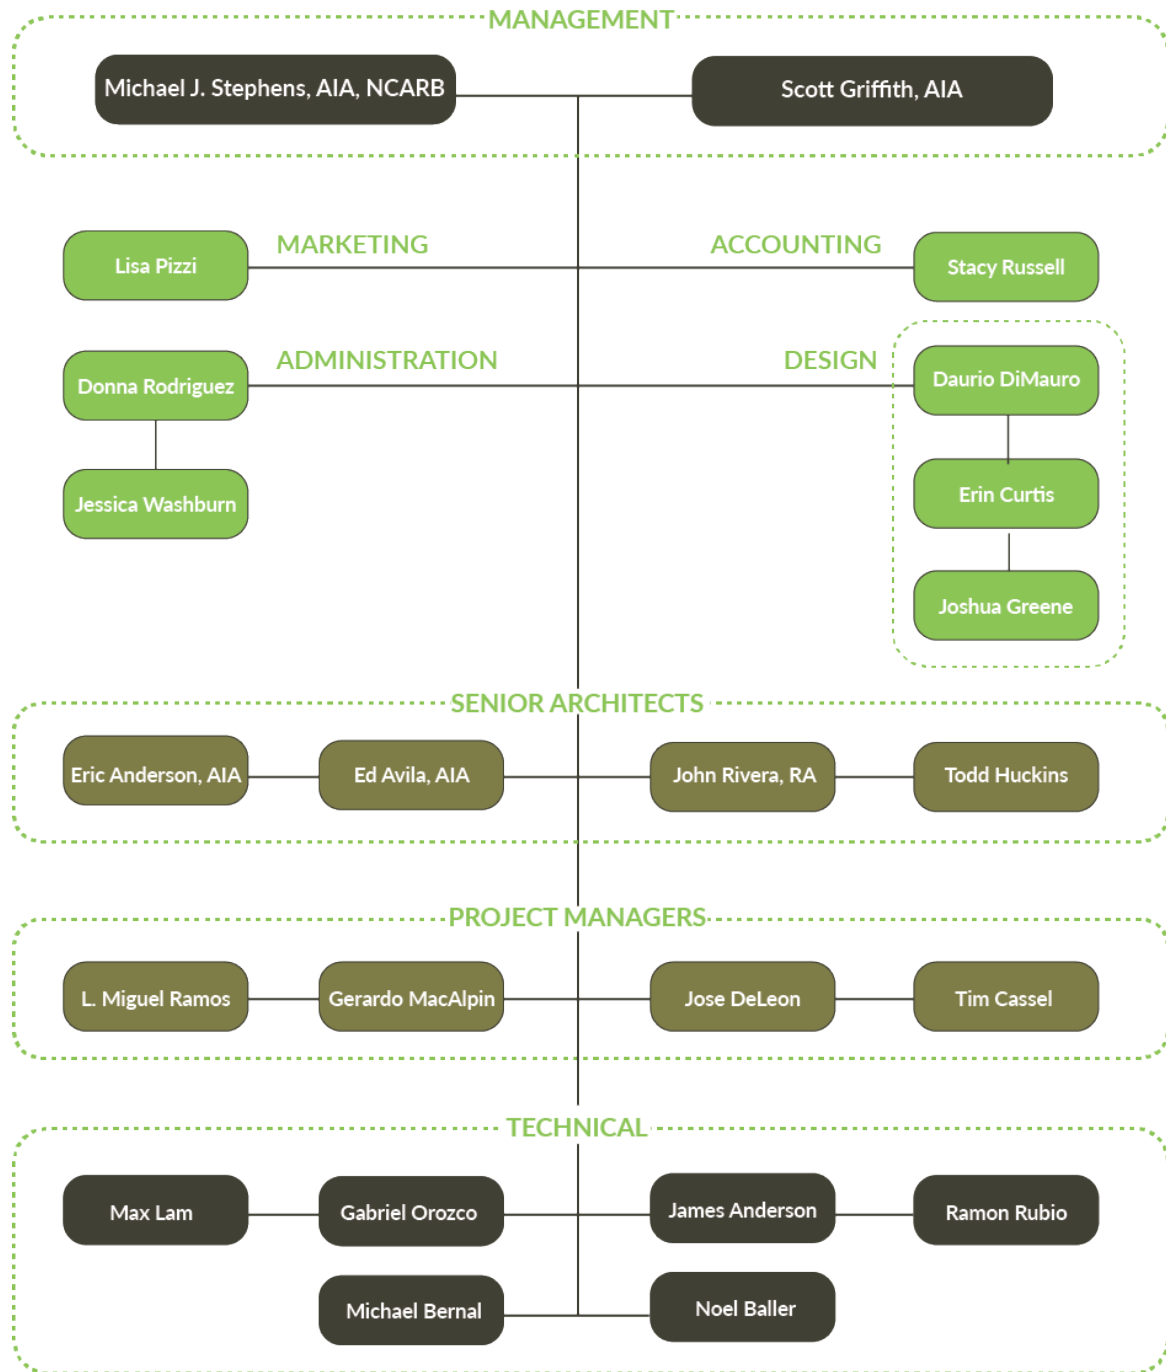 MANAGEMENT
Michael J. Stephens, AIA, NCARB
Scott Griffith, AIA
MARKETING
ACCOUNTING
Lisa Pizzi
Stacy Russell
ADMINISTRATION
DESIGN
Donna Rodriguez
Daurio DiMauro
Jessica Washburn
Erin Curtis
Joshua Greene
SENIOR ARCHITECTS
Eric Anderson, AIA
Ed Avila, AIA
John Rivera, RA
Todd Huckins
PROJECT MANAGERS
L. Miguel Ramos
Gerardo MacAlpin
Jose DeLeon
Tim Cassel
TECHNICAL
Max Lam
Gabriel Orozco
James Anderson
Ramon Rubio
Michael Bernal
Noel Baller